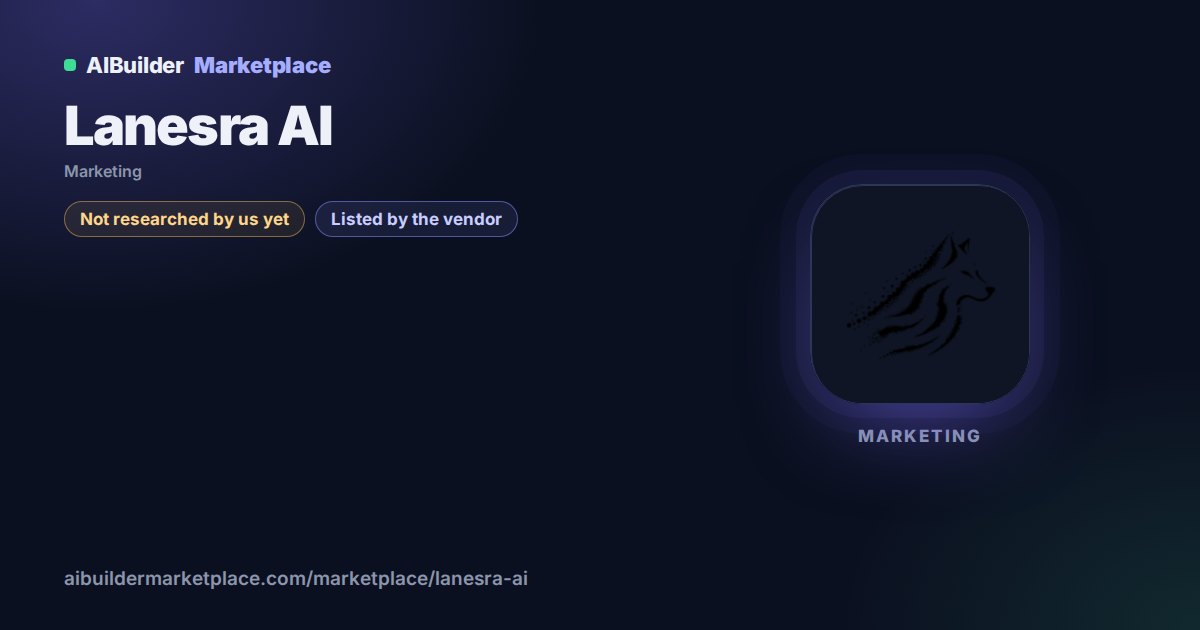 AIBuilder Marketplace
Lanesra AI
Marketing
Not researched by us yet
Listed by the vendor
MARKETING
aibuildermarketplace.com/marketplace/lanesra-ai